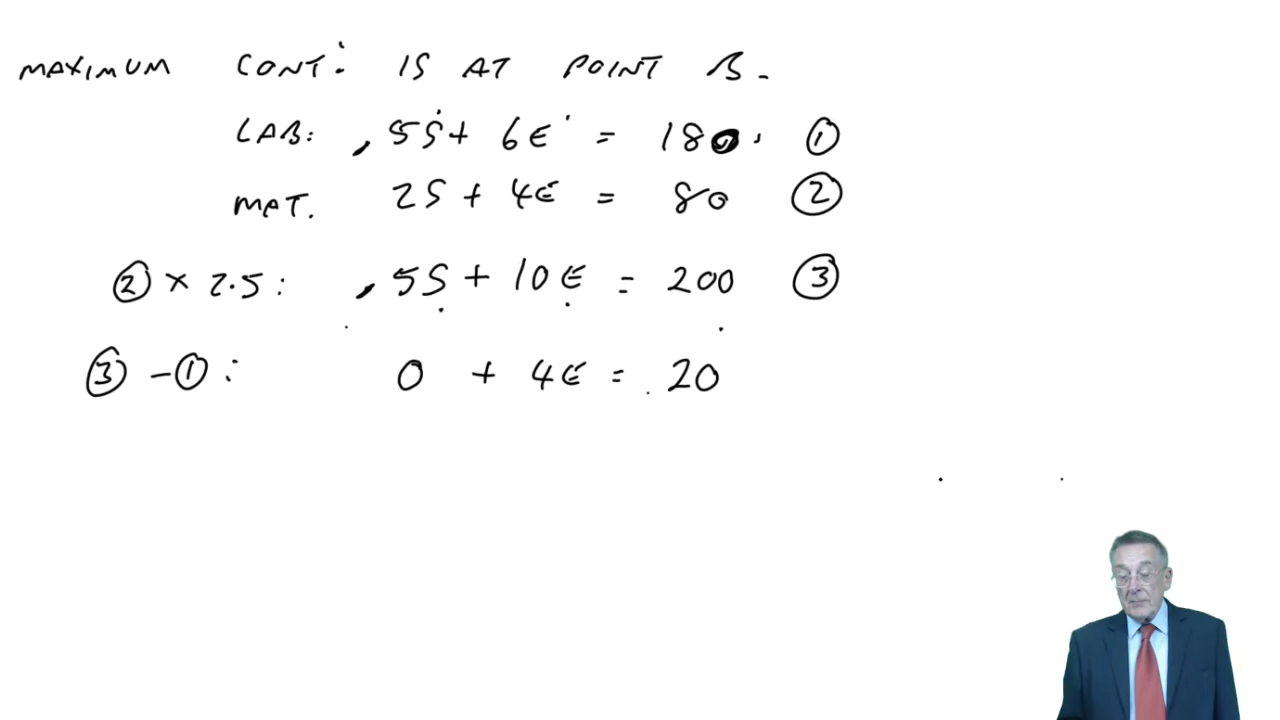 MAXIMUM CONT: IS AT POINT B.
LAB: 5S + 6E = 180 ①
MAT. 2S + 4E = 80 ②
② × 2.5: 5S + 10E = 200 ③
③ - ①: 0 + 4E = 20